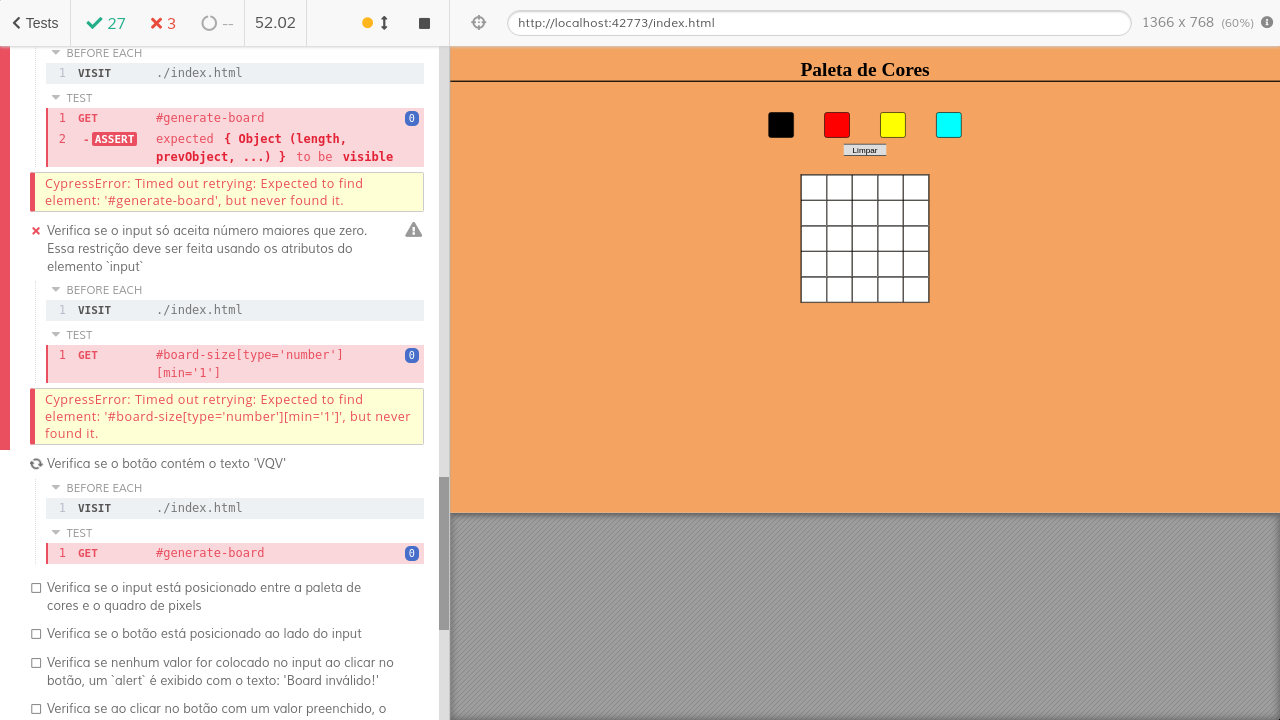 Tests
27
3
--
52.02
http://localhost:42773/index.html
1366 x 768 (60%)
BEFORE EACH
1 VISIT ./index.html
TEST
1 GET #generate-board 0
2 -ASSERT expected { Object (length,
prevObject, ...) } to be visible
CypressError: Timed out retrying: Expected to find
element: '#generate-board', but never found it.
Verifica se o input só aceita número maiores que zero.
Essa restrição deve ser feita usando os atributos do
elemento `input`
BEFORE EACH
1 VISIT ./index.html
TEST
1 GET #board-size[type='number'] 0
[min='1']
CypressError: Timed out retrying: Expected to find
element: '#board-size[type='number'][min='1']', but never
found it.
Verifica se o botão contém o texto 'VQV'
BEFORE EACH
1 VISIT ./index.html
TEST
1 GET #generate-board 0
Verifica se o input está posicionado entre a paleta de
cores e o quadro de pixels
Verifica se o botão está posicionado ao lado do input
Verifica se nenhum valor for colocado no input ao clicar no
botão, um `alert` é exibido com o texto: 'Board inválido!'
Verifica se ao clicar no botão com um valor preenchido, o
Paleta de Cores
Limpar